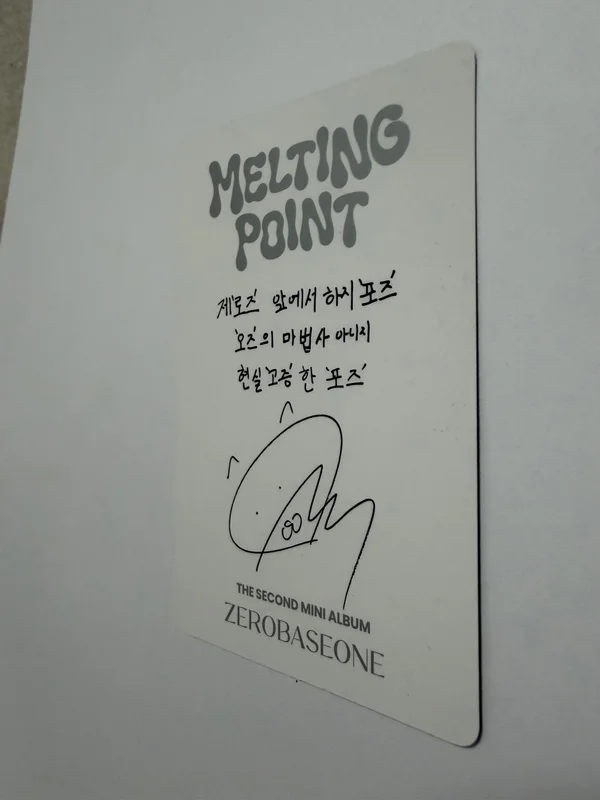 MELTING
POINT
제'로즈' 앞에서 하지 '포즈'
'오즈'의 마법사 아니지
현실 '고증'한 '포즈'
THE SECOND MINI ALBUM
ZEROBASEONE